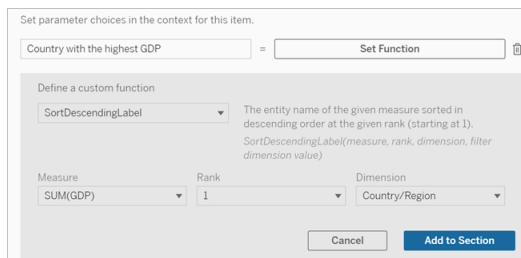 Set parameter choices in the context for this item.
Country with the highest GDP = Set Function
Define a custom function
SortDescendingLabel
The entity name of the given measure sorted in
descending order at the given rank (starting at 1).
SortDescendingLabel(measure, rank, dimension, filter
dimension value)
Measure Rank Dimension
SUM(GDP) 1 Country/Region
Cancel Add to Section